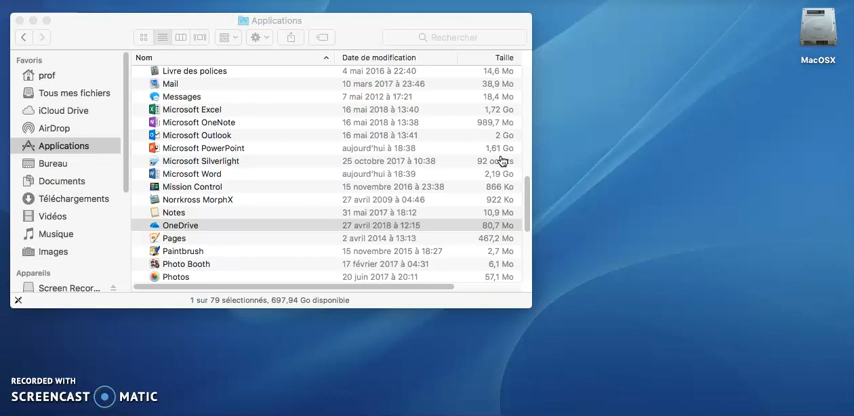 Applications
Rechercher
Favoris
prof
Tous mes fichiers
iCloud Drive
AirDrop
Applications
Bureau
Documents
Téléchargements
Vidéos
Musique
Images
Appareils
Screen Recor...
Nom Date de modification Taille
Livre des polices 4 mai 2016 à 22:40 14,6 Mo
Mail 10 mars 2017 à 23:46 38,9 Mo
Messages 7 mai 2012 à 17:21 18,4 Mo
Microsoft Excel 16 mai 2018 à 13:40 1,72 Go
Microsoft OneNote 16 mai 2018 à 13:38 989,7 Mo
Microsoft Outlook 16 mai 2018 à 13:41 2 Go
Microsoft PowerPoint aujourd'hui à 18:38 1,61 Go
Microsoft Silverlight 25 octobre 2017 à 10:38 92
Microsoft Word aujourd'hui à 18:39 2,19 Go
Mission Control 15 novembre 2016 à 23:38 866 Ko
Norrkross MorphX 27 avril 2009 à 04:46 922 Ko
Notes 31 mai 2017 à 18:12 10,9 Mo
OneDrive 27 avril 2018 à 12:15 80,7 Mo
Pages 2 avril 2014 à 13:13 467,2 Mo
Paintbrush 15 novembre 2015 à 18:27 2,7 Mo
Photo Booth 17 février 2017 à 04:31 6,1 Mo
Photos 20 juin 2017 à 20:11 57,1 Mo
1 sur 79 sélectionnés, 697,94 Go disponible
MacOSX
RECORDED WITH
SCREENCAST MATIC